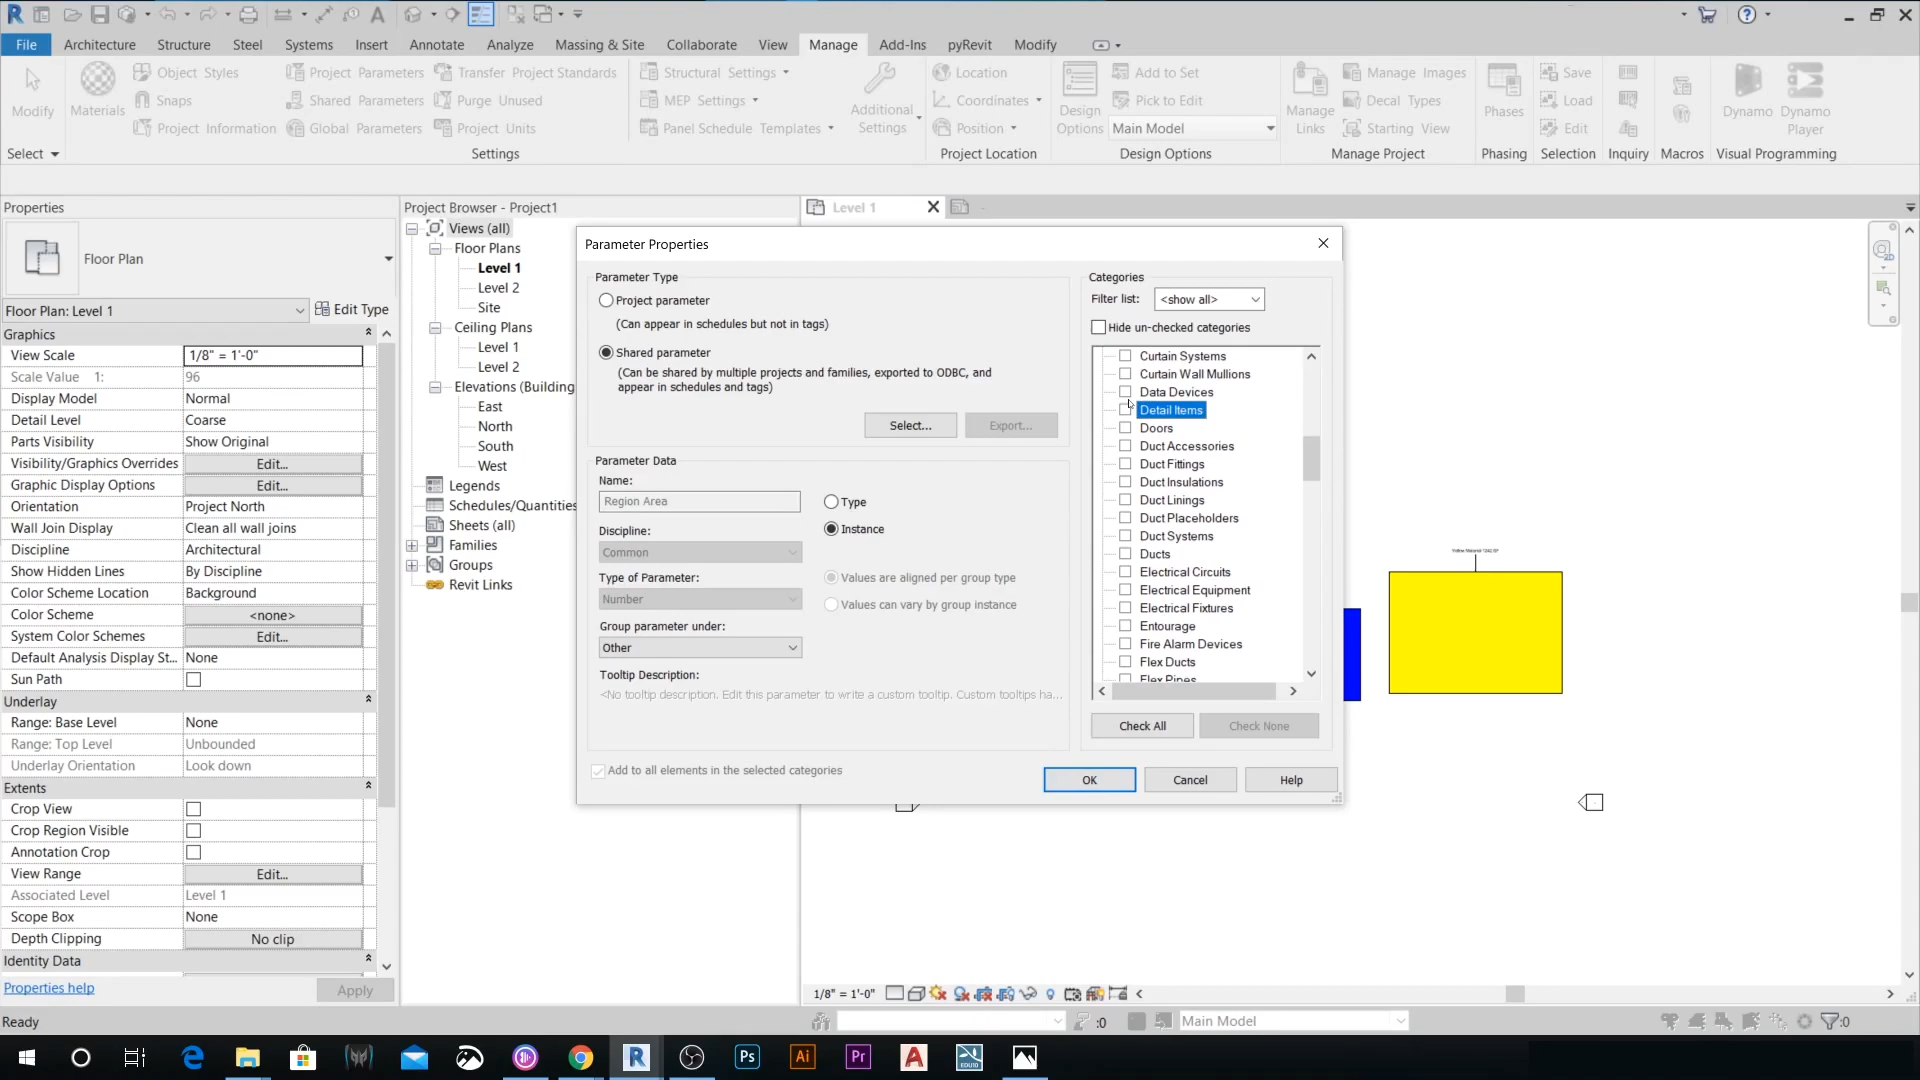 File Architecture Structure Steel Systems Insert Annotate Analyze Massing & Site Collaborate View Manage Add-Ins pyRevit Modify
Modify
Select
Materials
Object Styles
Snaps
Project Information
Project Parameters
Shared Parameters
Global Parameters
Transfer Project Standards
Purge Unused
Project Units
Settings
Structural Settings
MEP Settings
Panel Schedule Templates
Additional
Settings
Location
Coordinates
Position
Project Location
Design
Options
Add to Set
Pick to Edit
Main Model
Design Options
Manage
Links
Manage Images
Decal Types
Starting View
Manage Project
Phases
Phasing
Save
Load
Edit
Selection
Inquiry
Macros
Dynamo
Dynamo
Player
Visual Programming
Properties
Floor Plan
Floor Plan: Level 1
Edit Type
Graphics
View Scale 1/8" = 1'-0"
Scale Value 1: 96
Display Model Normal
Detail Level Coarse
Parts Visibility Show Original
Visibility/Graphics Overrides Edit...
Graphic Display Options Edit...
Orientation Project North
Wall Join Display Clean all wall joins
Discipline Architectural
Show Hidden Lines By Discipline
Color Scheme Location Background
Color Scheme <none>
System Color Schemes Edit...
Default Analysis Display St... None
Sun Path
Underlay
Range: Base Level None
Range: Top Level Unbounded
Underlay Orientation Look down
Extents
Crop View
Crop Region Visible
Annotation Crop
View Range Edit...
Associated Level Level 1
Scope Box None
Depth Clipping No clip
Identity Data
Properties help
Apply
Project Browser - Project1
Views (all)
Floor Plans
Level 1
Level 2
Site
Ceiling Plans
Level 1
Level 2
Elevations (Building
East
North
South
West
Legends
Schedules/Quantities
Sheets (all)
Families
Groups
Revit Links
Level 1
Parameter Properties
Parameter Type
Project parameter
(Can appear in schedules but not in tags)
Shared parameter
(Can be shared by multiple projects and families, exported to ODBC, and
appear in schedules and tags)
Select...
Export...
Parameter Data
Name:
Region Area
Discipline:
Common
Type of Parameter:
Number
Group parameter under:
Other
Tooltip Description:
<No tooltip description. Edit this parameter to write a custom tooltip. Custom tooltips ha...
Type
Instance
Values are aligned per group type
Values can vary by group instance
Add to all elements in the selected categories
Categories
Filter list: <show all>
Hide un-checked categories
Curtain Systems
Curtain Wall Mullions
Data Devices
Detail Items
Doors
Duct Accessories
Duct Fittings
Duct Insulations
Duct Linings
Duct Placeholders
Duct Systems
Ducts
Electrical Circuits
Electrical Equipment
Electrical Fixtures
Entourage
Fire Alarm Devices
Flex Ducts
Flex Pipes
Check All
Check None
OK
Cancel
Help
1/8" = 1'-0"
Ready
:0
Main Model
:0
Ps
Ai
Pr